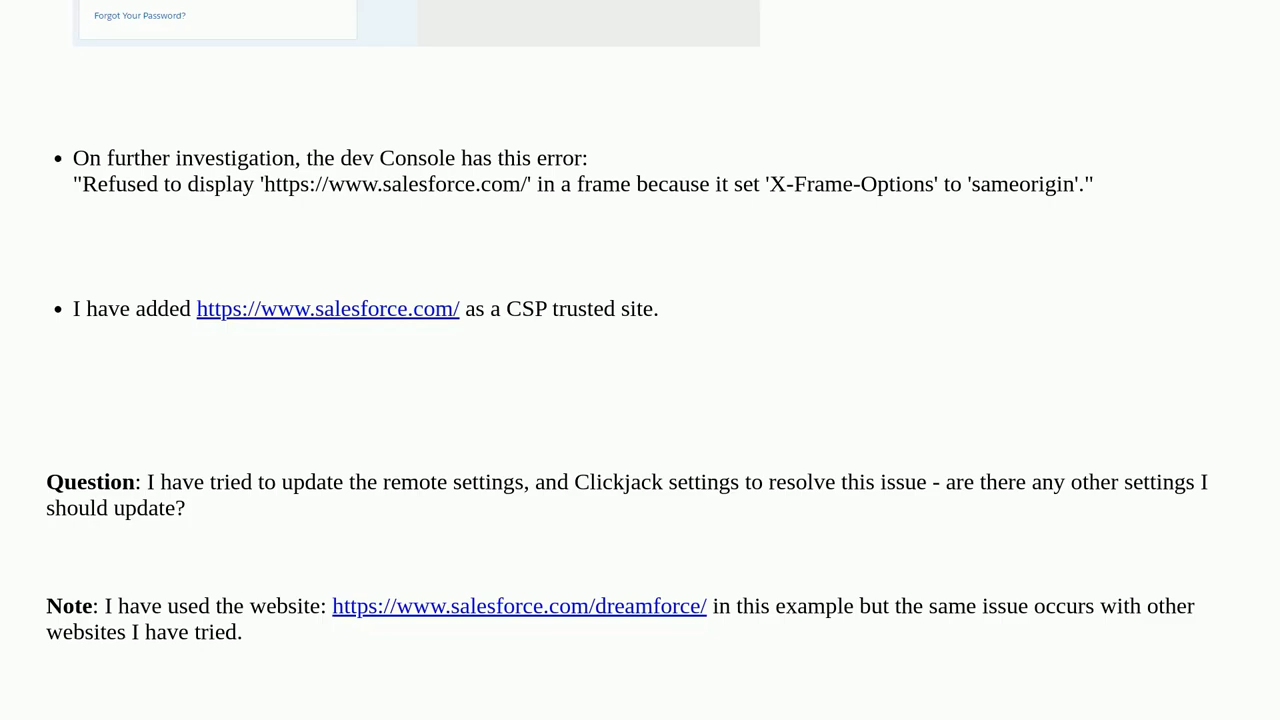 Forgot Your Password?
• On further investigation, the dev Console has this error:
"Refused to display 'https://www.salesforce.com/' in a frame because it set 'X-Frame-Options' to 'sameorigin'."
• I have added https://www.salesforce.com/ as a CSP trusted site.
Question: I have tried to update the remote settings, and Clickjack settings to resolve this issue - are there any other settings I
should update?
Note: I have used the website: https://www.salesforce.com/dreamforce/ in this example but the same issue occurs with other
websites I have tried.